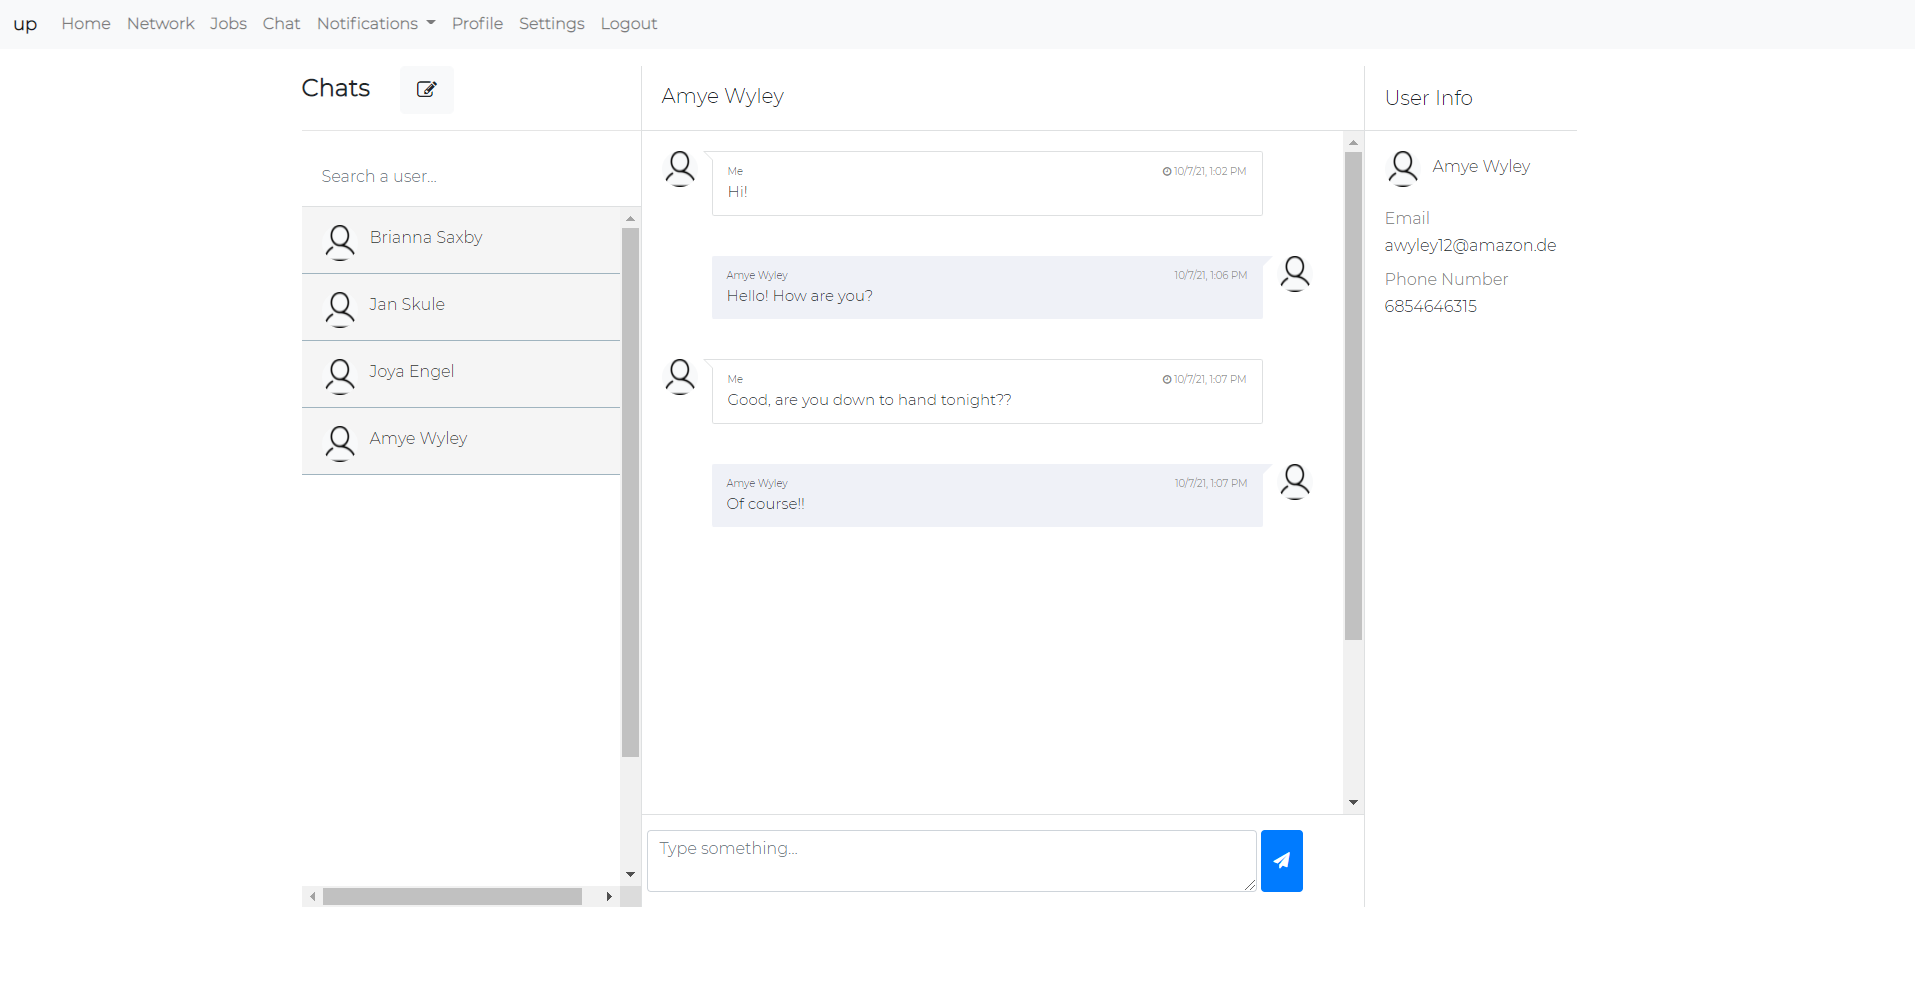 up Home Network Jobs Chat Notifications Profile Settings Logout
Chats
Search a user...
Brianna Saxby
Jan Skule
Joya Engel
Amye Wyley
Amye Wyley
Me 10/7/21, 1:02 PM
Hi!
Amye Wyley 10/7/21, 1:06 PM
Hello! How are you?
Me 10/7/21, 1:07 PM
Good, are you down to hand tonight??
Amye Wyley 10/7/21, 1:07 PM
Of course!!
Type something...
User Info
Amye Wyley
Email
awyley12@amazon.de
Phone Number
6854646315